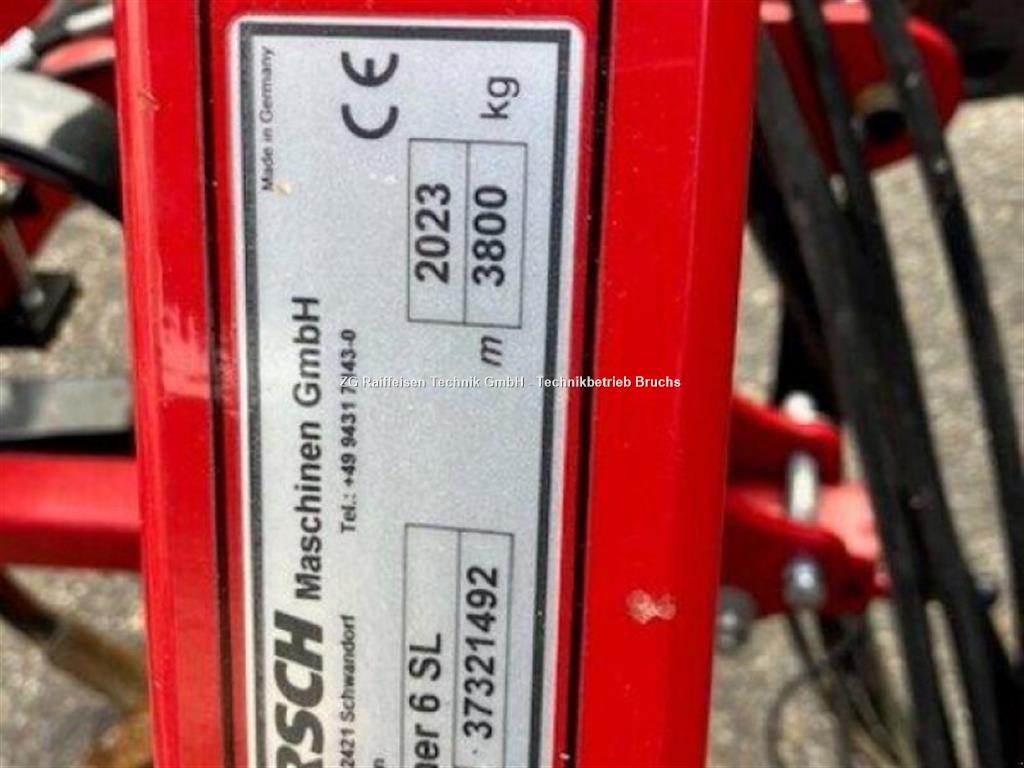 Made in Germany
CE
RSCH Maschinen GmbH
2421 Schwandorf Tel.: +49 9431 7143-0
er 6 SL 2023
37321492 m 3800 kg
ZG Raiffeisen Technik GmbH - Technikbetrieb Bruchs